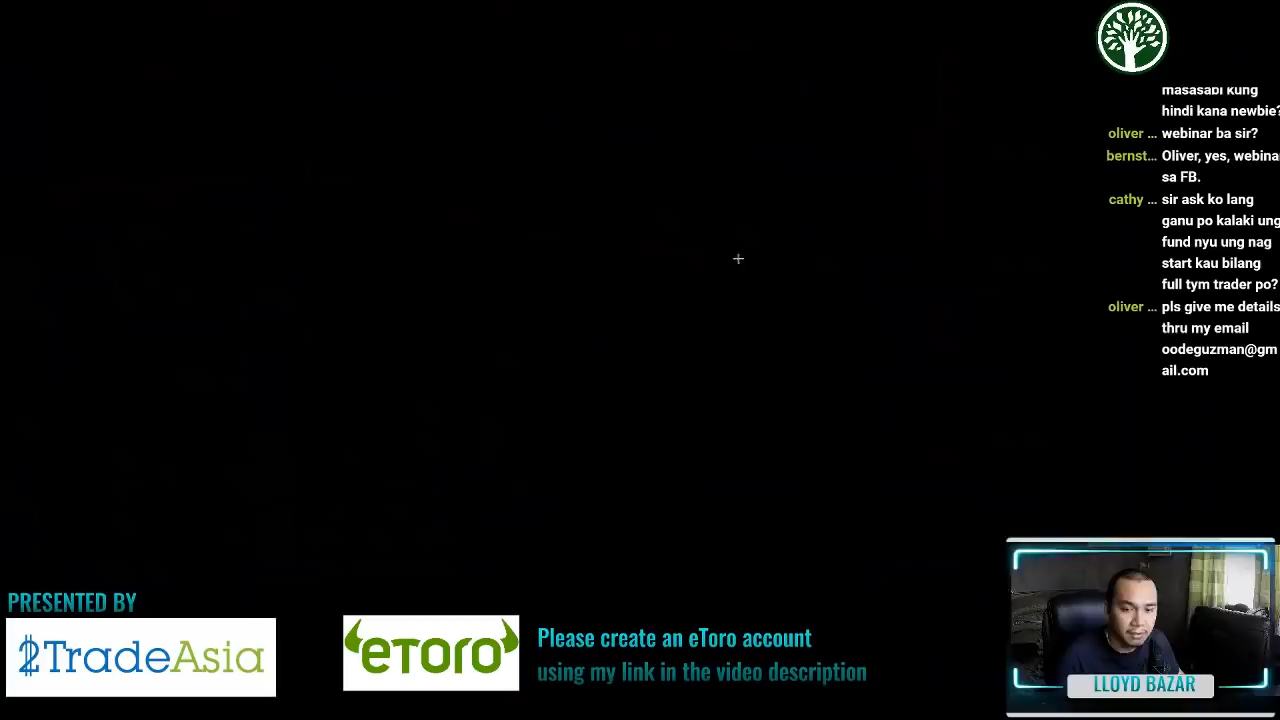 masasabi kung
hindi kana newbie?
oliver ... webinar ba sir?
bernst... Oliver, yes, webina
sa FB.
cathy ... sir ask ko lang
ganu po kalaki ung
fund nyu ung nag
start kau bilang
full tym trader po?
oliver ... pls give me details
thru my email
oodeguzman@gm
ail.com
PRESENTED BY
2TradeAsia
eToro
Please create an eToro account
using my link in the video description
LLOYD BAZAR